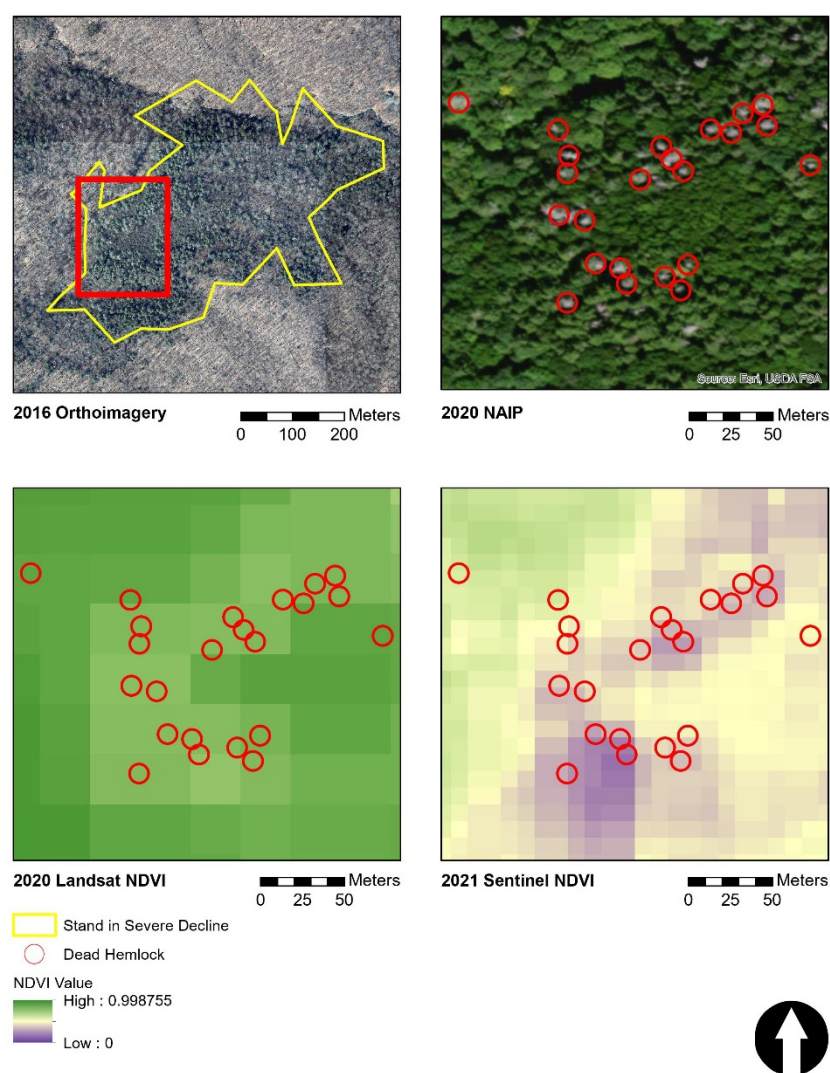 2016 Orthoimagery
Meters
0 100 200
Source: Esri, USDA FSA
2020 NAIP
Meters
0 25 50
2020 Landsat NDVI
Meters
0 25 50
2021 Sentinel NDVI
Meters
0 25 50
Stand in Severe Decline
Dead Hemlock
NDVI Value
High : 0.998755
Low : 0